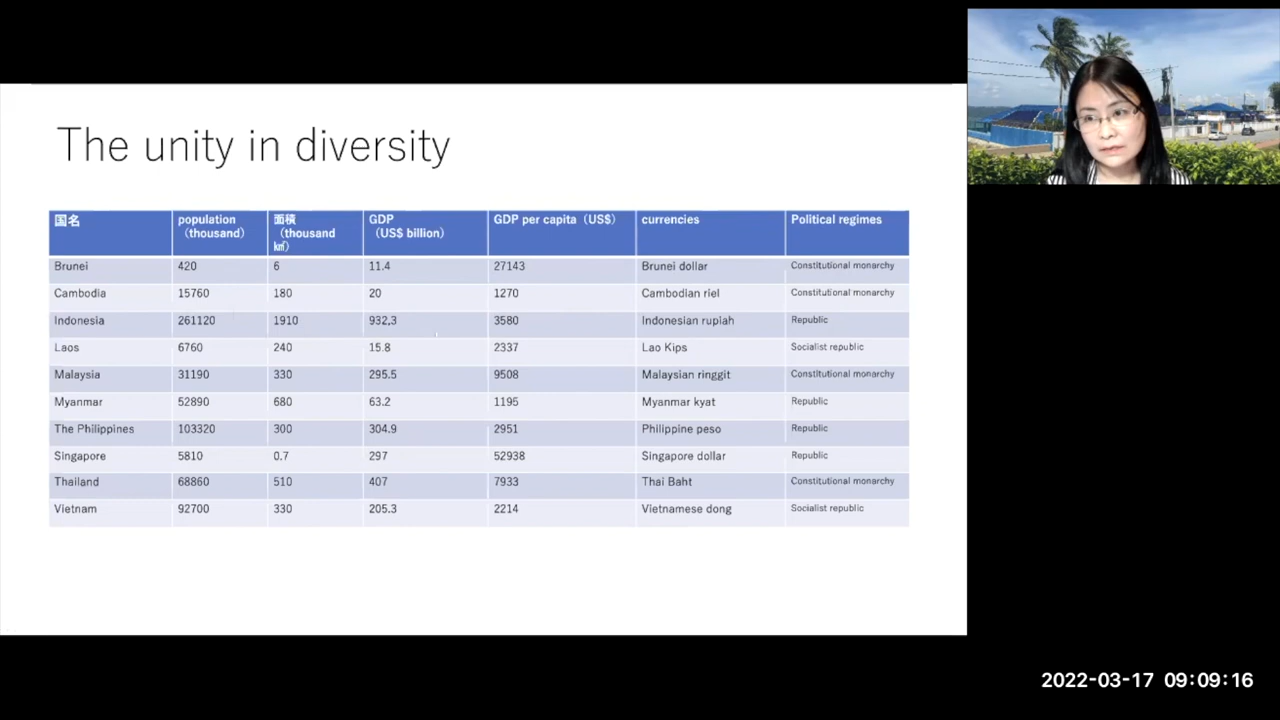 The unity in diversity
国名 population （thousand） 面積 （thousand ㎢） GDP （US$ billion） GDP per capita（US$） currencies Political regimes
Brunei 420 6 11.4 27143 Brunei dollar Constitutional monarchy
Cambodia 15760 180 20 1270 Cambodian riel Constitutional monarchy
Indonesia 261120 1910 932.3 3580 Indonesian rupiah Republic
Laos 6760 240 15.8 2337 Lao Kips Socialist republic
Malaysia 31190 330 295.5 9508 Malaysian ringgit Constitutional monarchy
Myanmar 52890 680 63.2 1195 Myanmar kyat Republic
The Philippines 103320 300 304.9 2951 Philippine peso Republic
Singapore 5810 0.7 297 52938 Singapore dollar Republic
Thailand 68860 510 407 7933 Thai Baht Constitutional monarchy
Vietnam 92700 330 205.3 2214 Vietnamese dong Socialist republic
2022-03-17 09:09:16